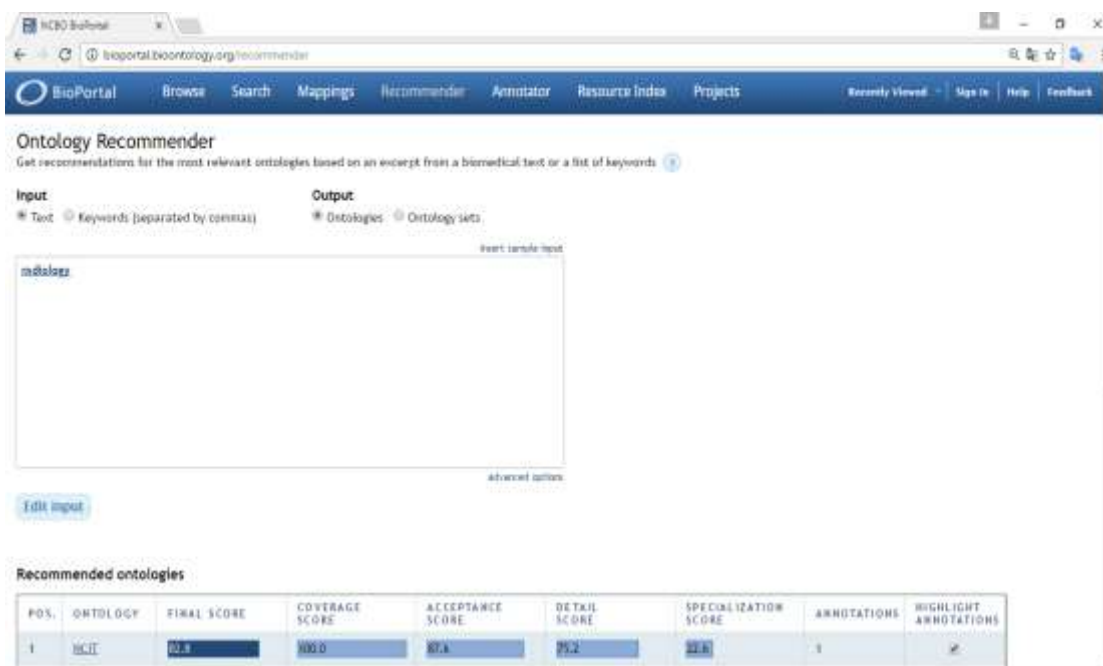 NCBO BioPortal
bioportal.bioontology.org/recommender
BioPortal Browse Search Mappings Recommender Annotator Resource Index Projects Recently Viewed Sign In Help Feedback
Ontology Recommender
Get recommendations for the most relevant ontologies based on an excerpt from a biomedical text or a list of keywords
Input Output
Text Keywords (separated by commas) Ontologies Ontology sets
insert sample input
radiology
Advanced options
Edit input
Recommended ontologies
POS. ONTOLOGY FINAL SCORE COVERAGE SCORE ACCEPTANCE SCORE DETAIL SCORE SPECIALIZATION SCORE ANNOTATIONS HIGHLIGHT ANNOTATIONS
1 NCIT 100.0 87.6 75.2 1